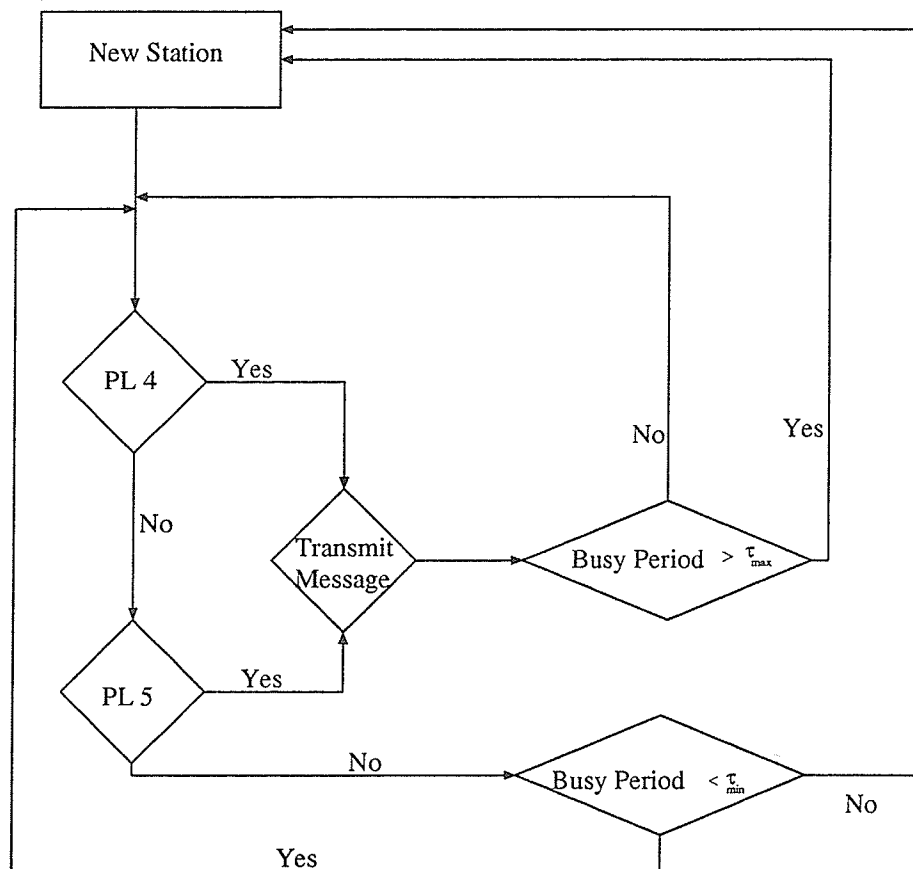 New Station
PL 4
Yes
No
Yes
No
Transmit
Message
Busy Period > τmax
PL 5
Yes
No
Busy Period < τmin
No
Yes